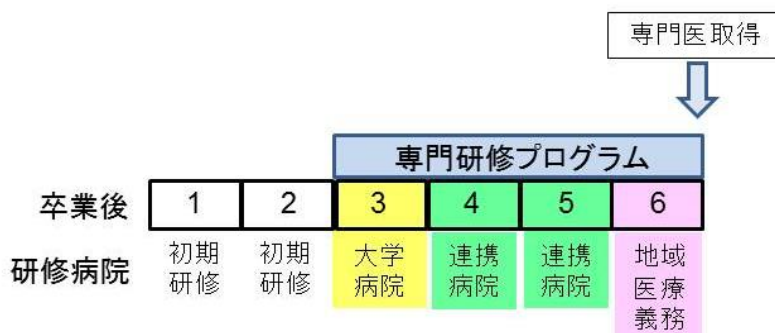 専門医取得
専門研修プログラム
卒業後 1 2 3 4 5 6
研修病院 初期研修 初期研修 大学病院 連携病院 連携病院 地域医療義務